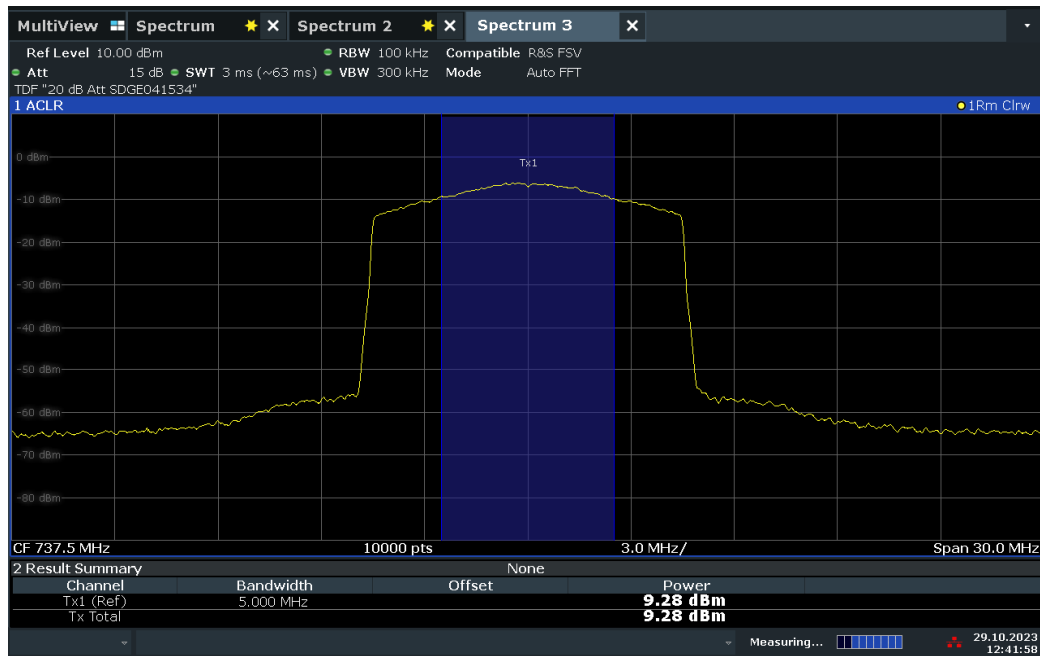 MultiView Spectrum Spectrum 2 Spectrum 3
Ref Level 10.00 dBm RBW 100 kHz Compatible R&S FSV
Att 15 dB SWT 3 ms (~63 ms) VBW 300 kHz Mode Auto FFT
TDF "20 dB Att SDGE041534"
1 ACLR 1Rm Clrw
0 dBm
Tx1
-10 dBm
-20 dBm
-30 dBm
-40 dBm
-50 dBm
-60 dBm
-70 dBm
-80 dBm
CF 737.5 MHz 10000 pts 3.0 MHz/ Span 30.0 MHz
2 Result Summary None
Channel Bandwidth Offset Power
Tx1 (Ref) 5.000 MHz 9.28 dBm
Tx Total 9.28 dBm
Measuring... 29.10.2023
12:41:58